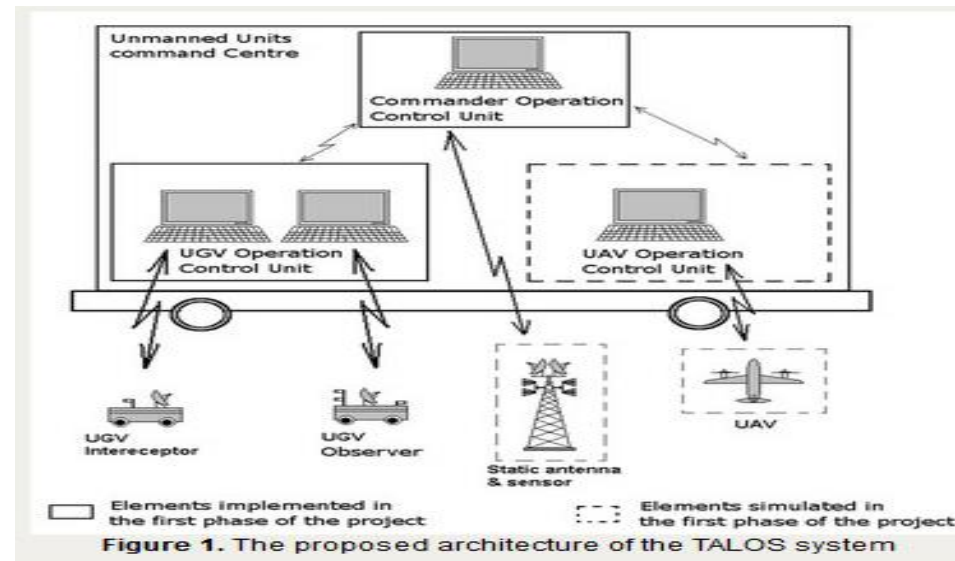 Unmanned Units
command Centre
Commander Operation
Control Unit
UGV Operation
Control Unit
UAV Operation
Control Unit
UGV
Intereceptor
UGV
Observer
Static antenna
& sensor
UAV
Elements implemented in
the first phase of the project
Elements simulated in
the first phase of the project
Figure 1. The proposed architecture of the TALOS system